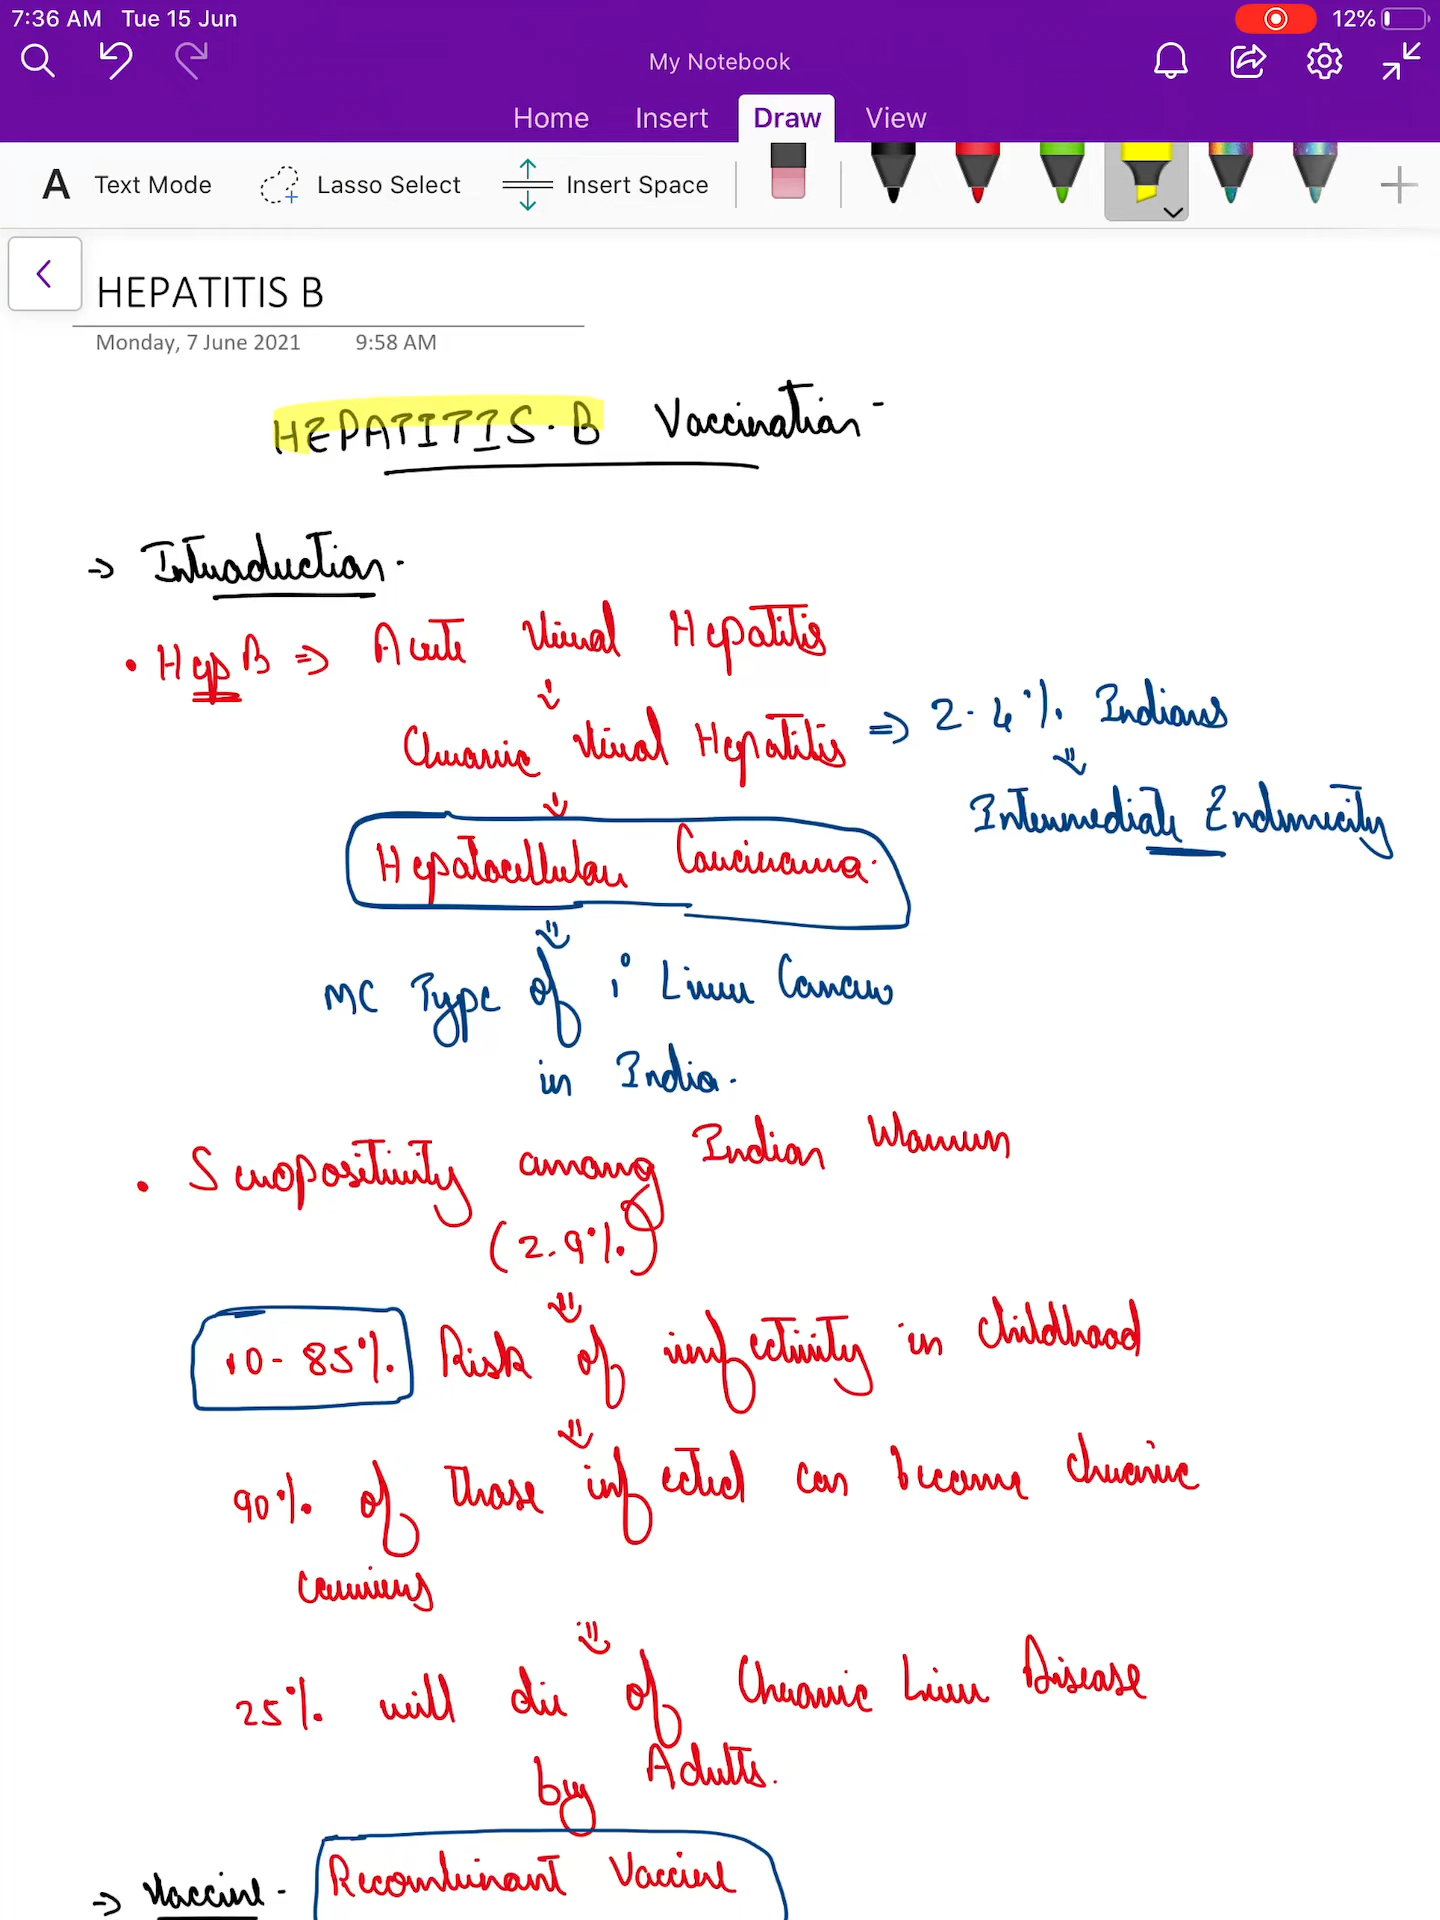 7:36 AM Tue 15 Jun 12%
My Notebook
Home Insert Draw View
A Text Mode Lasso Select Insert Space
HEPATITIS B
Monday, 7 June 2021 9:58 AM
HEPATITIS-B Vaccination-
⇒ Introduction.
• Hep B ⇒ Acute Viral Hepatitis
Chronic Viral Hepatitis ⇒ 2-4% Indians
Intermediate Endemicity
Hepatocellular Carcinoma.
MC Type of 1° Liver Cancer
in India.
• Seropositivity among Indian Women
(2.9%)
10-85% Risk of infectivity in childhood
90% of those infected can become chronic
carriers
25% will die of Chronic Liver Disease
by Adults.
⇒ Vaccine- Recombinant Vaccine